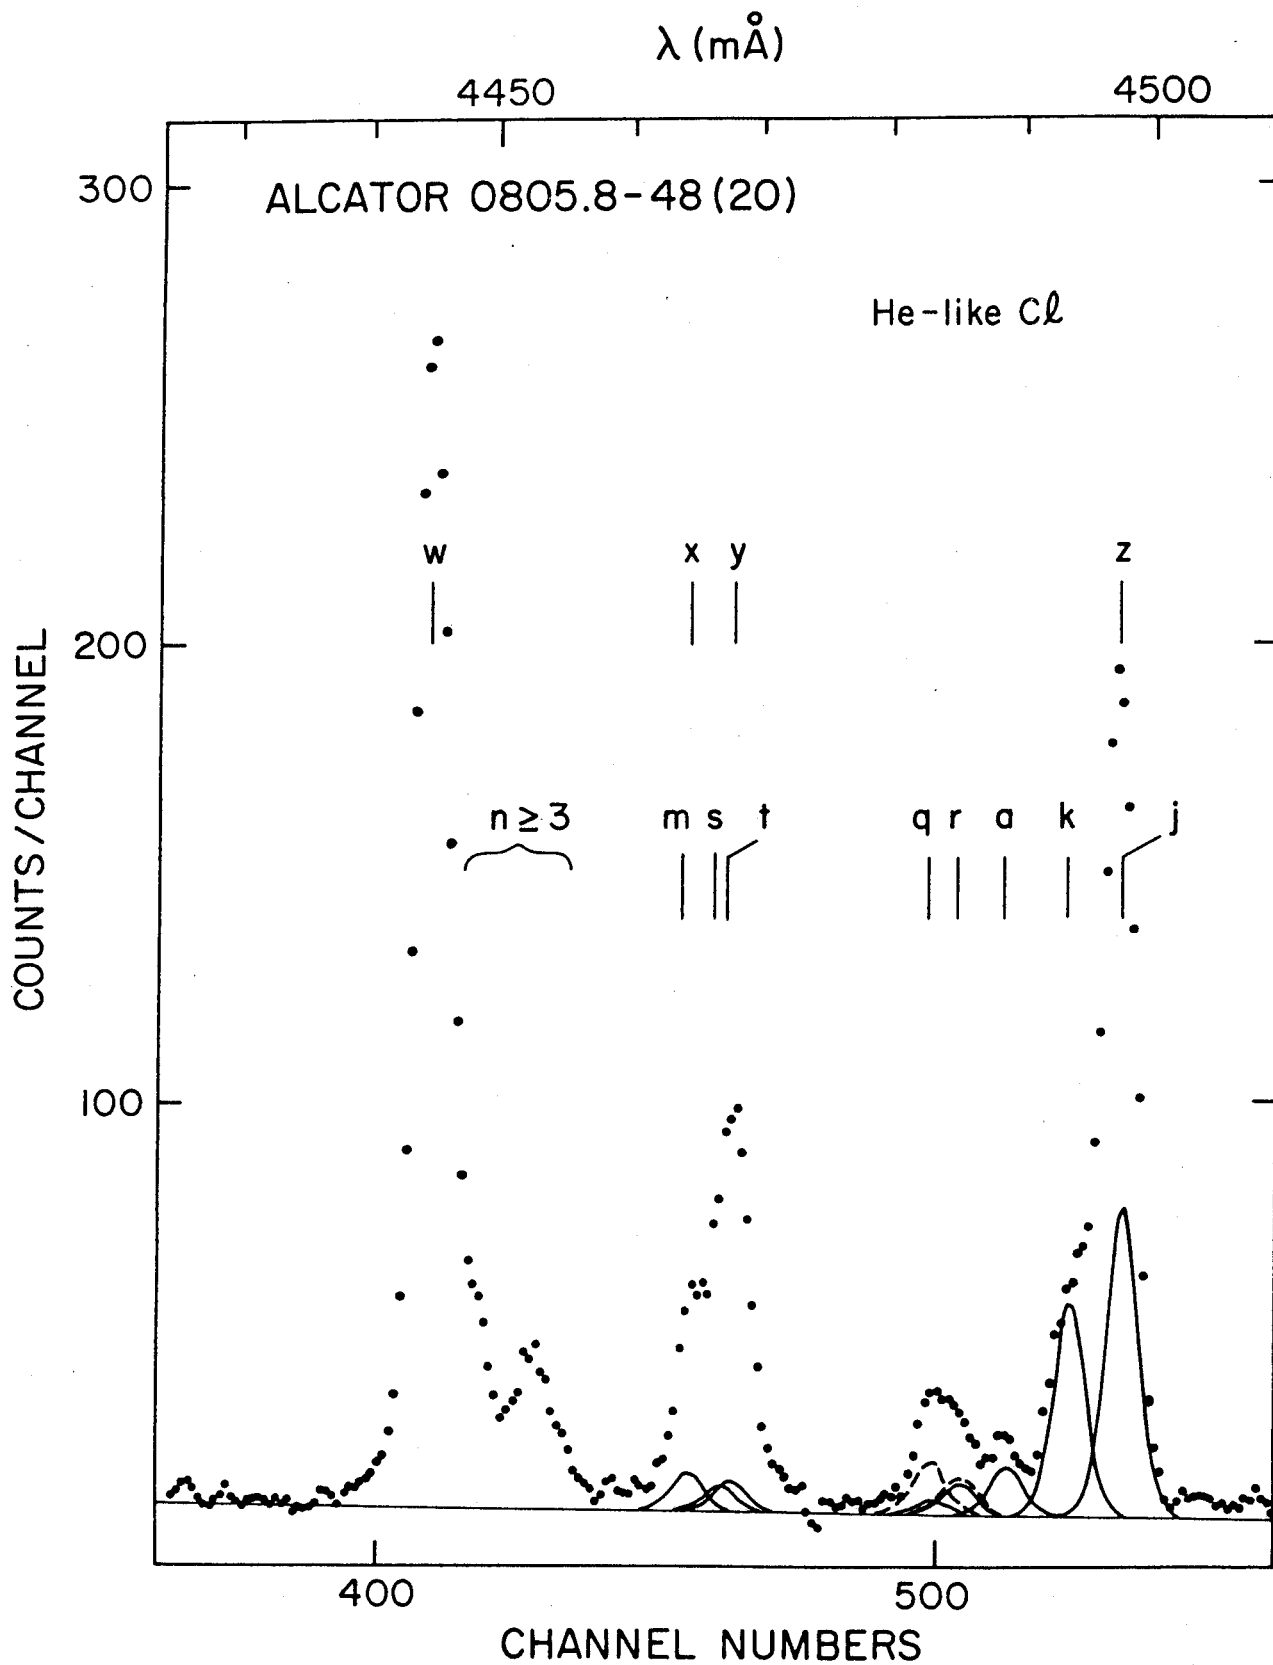 λ (mÅ)
4450 4500
300
ALCATOR 0805.8-48 (20)
He-like Cℓ
w x y z
200
n ≥ 3 m s t q r a k j
100
COUNTS/CHANNEL
400 500
CHANNEL NUMBERS